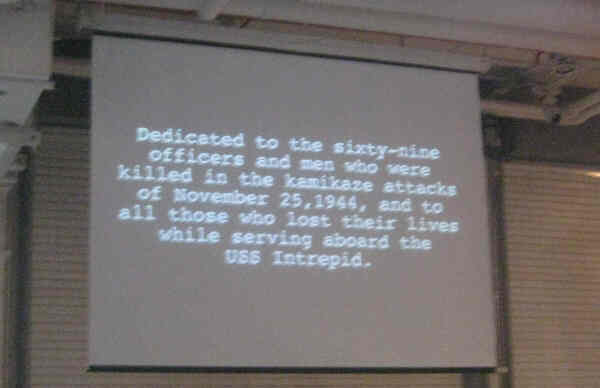 Dedicated to the sixty-nine
officers and men who were
killed in the kamikaze attacks
of November 25,1944, and to
all those who lost their lives
while serving aboard the
USS Intrepid.